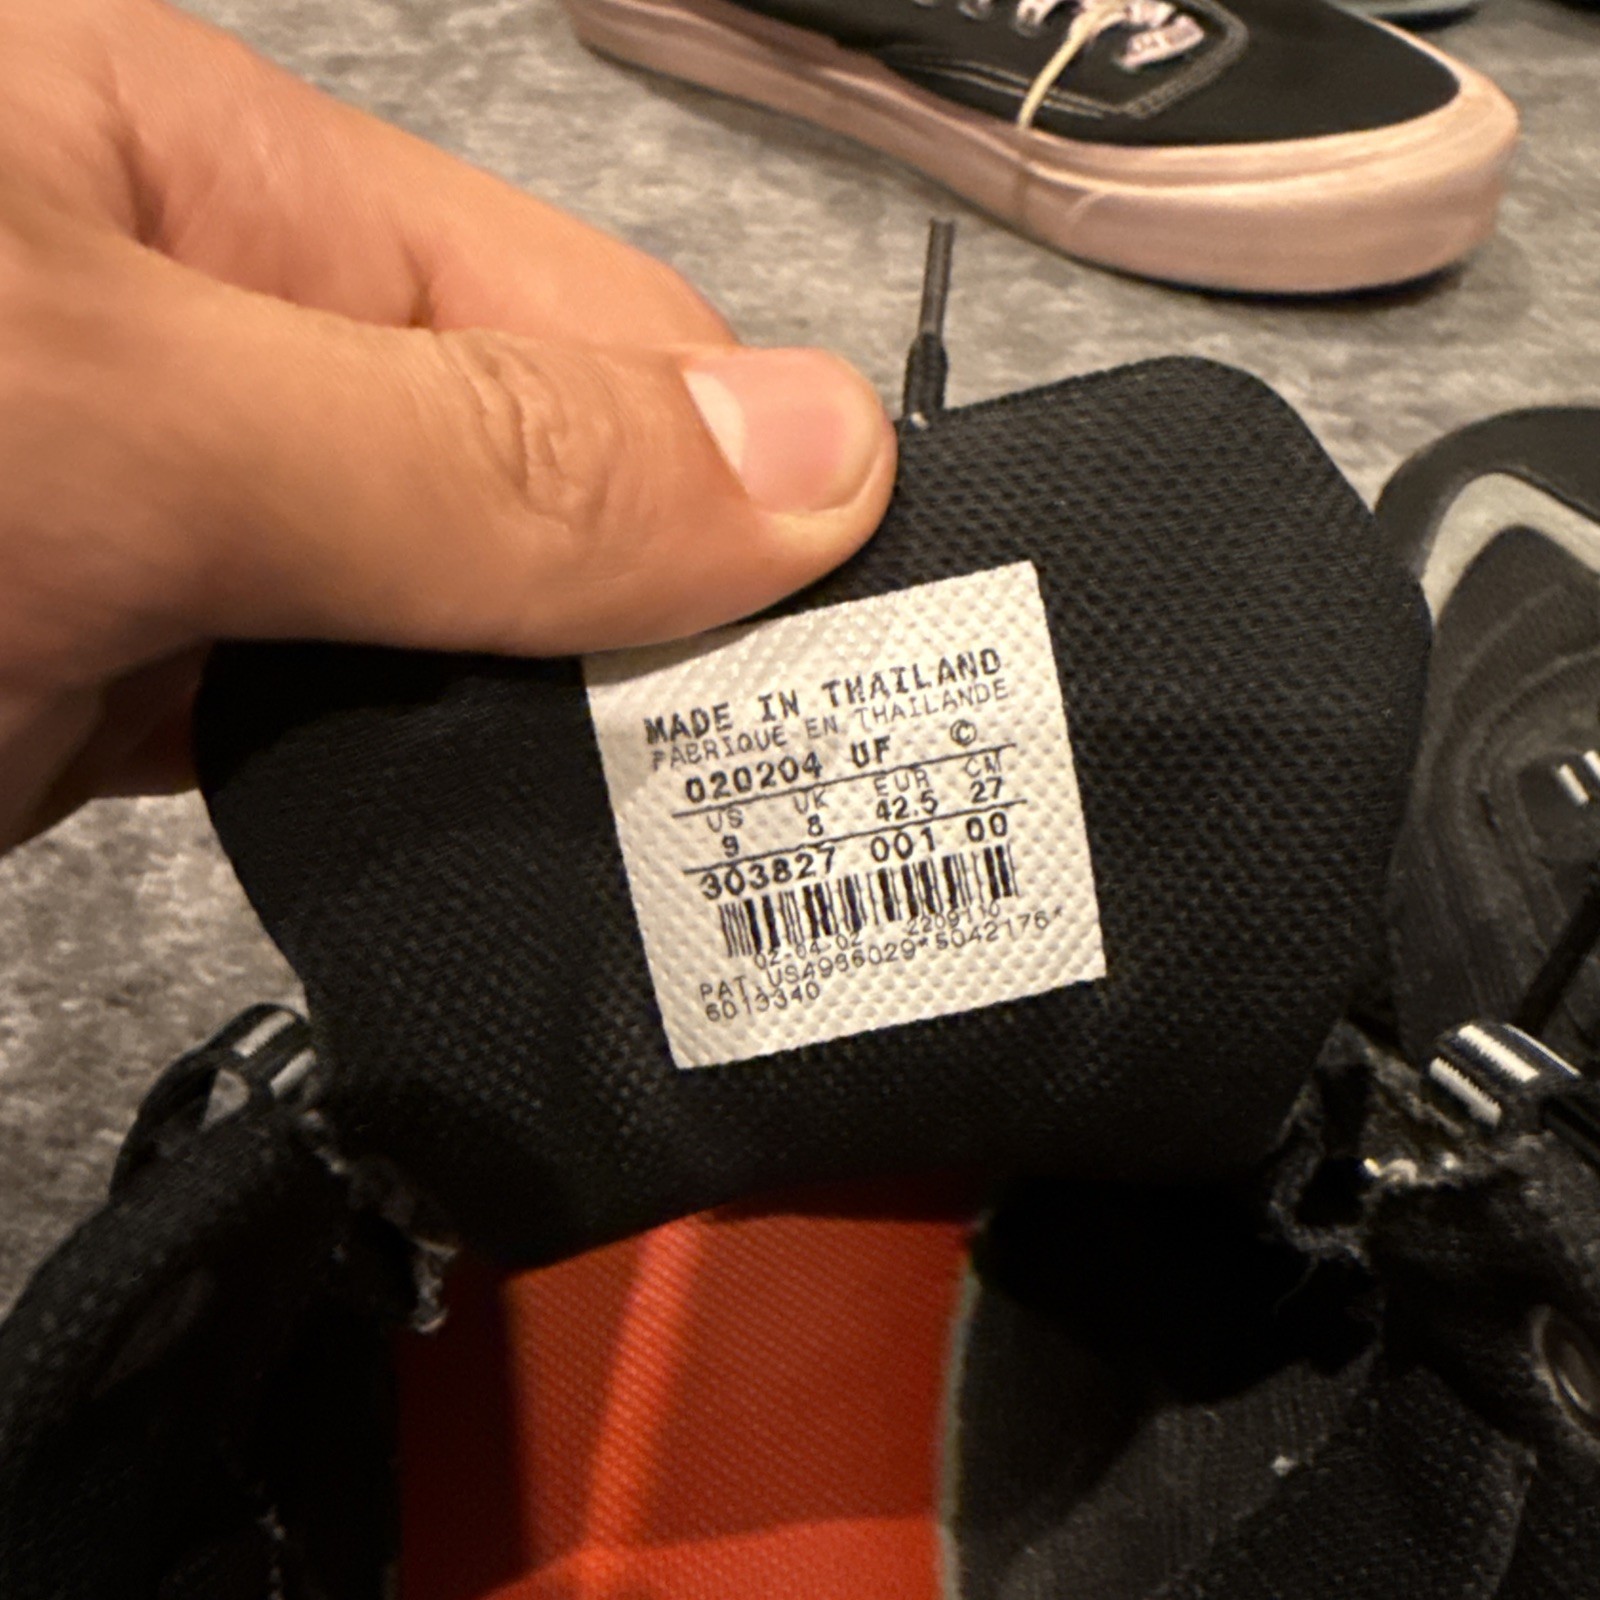 MADE IN THAILAND
FABRIQUE EN THAILANDE
020204 UF ©
US UK EUR CM
9 8 42.5 27
303827 001 00
02-04-02 2209110
PAT.US4966029*5042176*
6013340